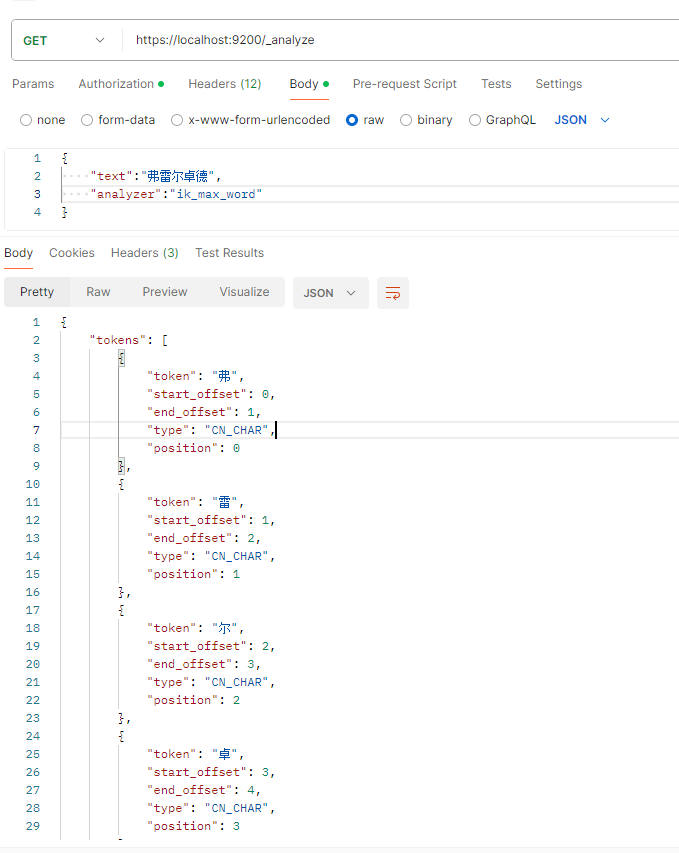 GET https://localhost:9200/_analyze
Params Authorization Headers (12) Body Pre-request Script Tests Settings
none form-data x-www-form-urlencoded raw binary GraphQL JSON
1 {
2 "text":"弗雷尔卓德",
3 "analyzer":"ik_max_word"
4 }
Body Cookies Headers (3) Test Results
Pretty Raw Preview Visualize JSON
1 {
2 "tokens": [
3 {
4 "token": "弗",
5 "start_offset": 0,
6 "end_offset": 1,
7 "type": "CN_CHAR",
8 "position": 0
9 },
10 {
11 "token": "雷",
12 "start_offset": 1,
13 "end_offset": 2,
14 "type": "CN_CHAR",
15 "position": 1
16 },
17 {
18 "token": "尔",
19 "start_offset": 2,
20 "end_offset": 3,
21 "type": "CN_CHAR",
22 "position": 2
23 },
24 {
25 "token": "卓",
26 "start_offset": 3,
27 "end_offset": 4,
28 "type": "CN_CHAR",
29 "position": 3